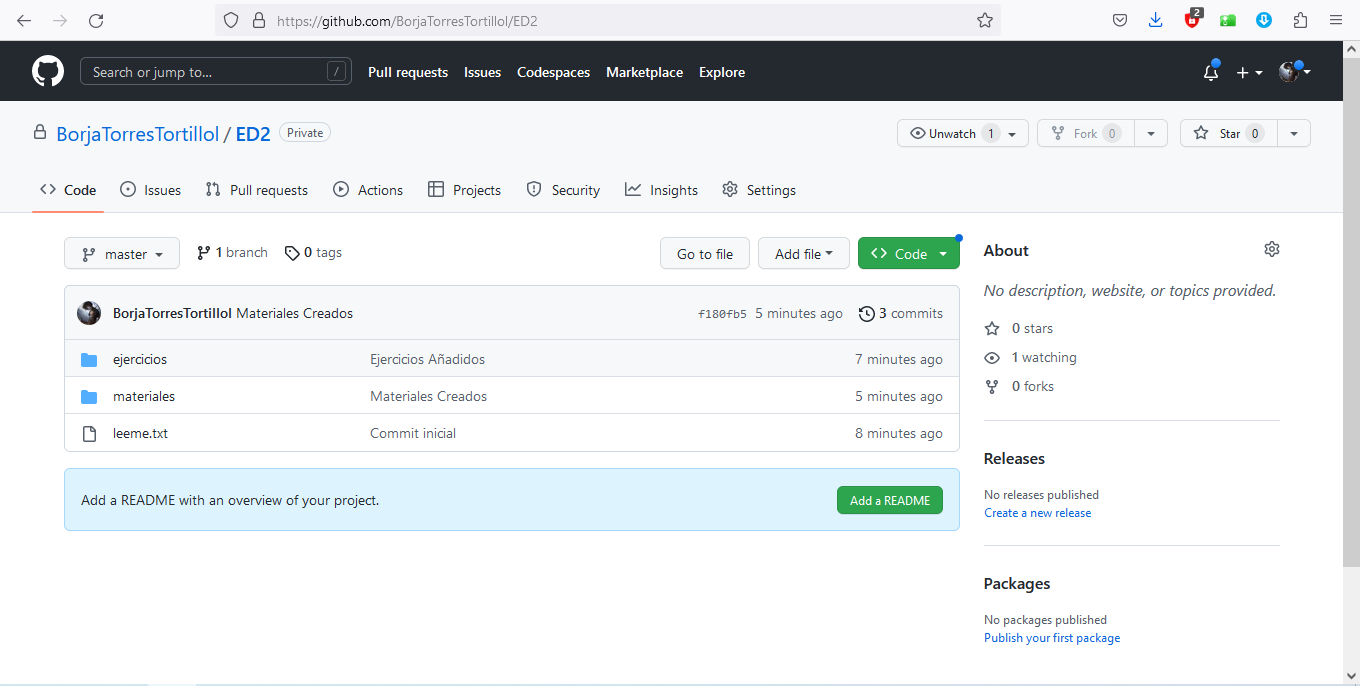 https://github.com/BorjaTorresTortillol/ED2
2
Search or jump to... /
Pull requests Issues Codespaces Marketplace Explore
BorjaTorresTortillol / ED2 Private
Unwatch 1 Fork 0 Star 0
Code Issues Pull requests Actions Projects Security Insights Settings
master 1 branch 0 tags Go to file Add file Code
BorjaTorresTortillol Materiales Creados f180fb5 5 minutes ago 3 commits
ejercicios Ejercicios Añadidos 7 minutes ago
materiales Materiales Creados 5 minutes ago
leeme.txt Commit inicial 8 minutes ago
Add a README with an overview of your project. Add a README
About
No description, website, or topics provided.
0 stars
1 watching
0 forks
Releases
No releases published
Create a new release
Packages
No packages published
Publish your first package